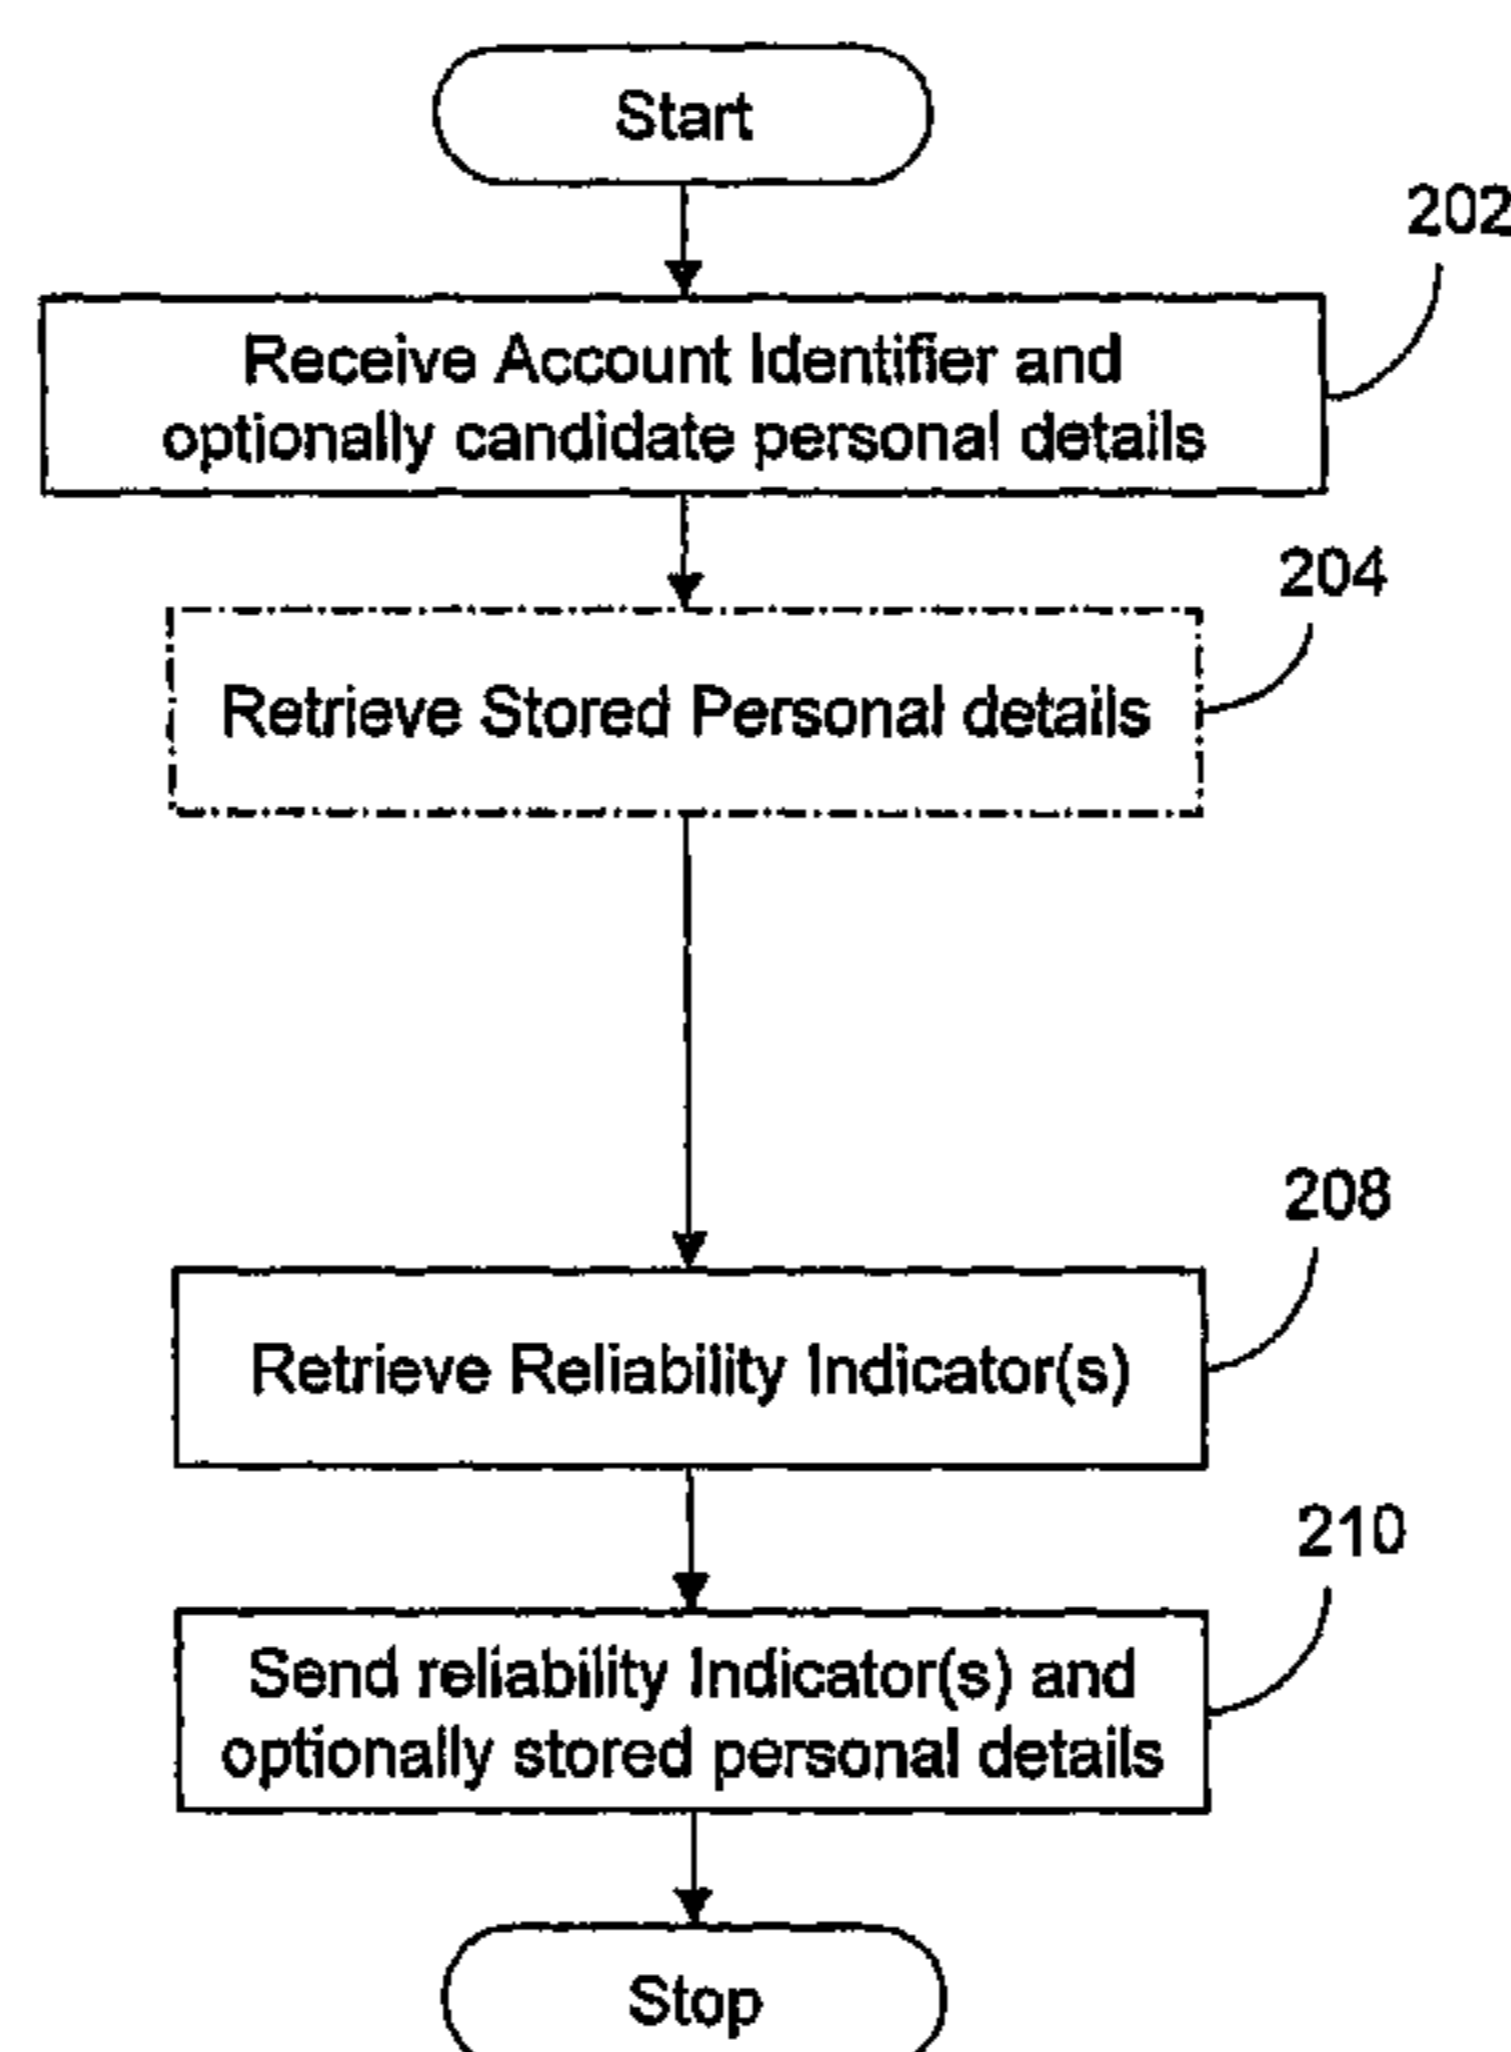 Start
202
Receive Account Identifier and
optionally candidate personal details
204
Retrieve Stored Personal details
208
Retrieve Reliability Indicator(s)
210
Send reliability Indicator(s) and
optionally stored personal details
Stop